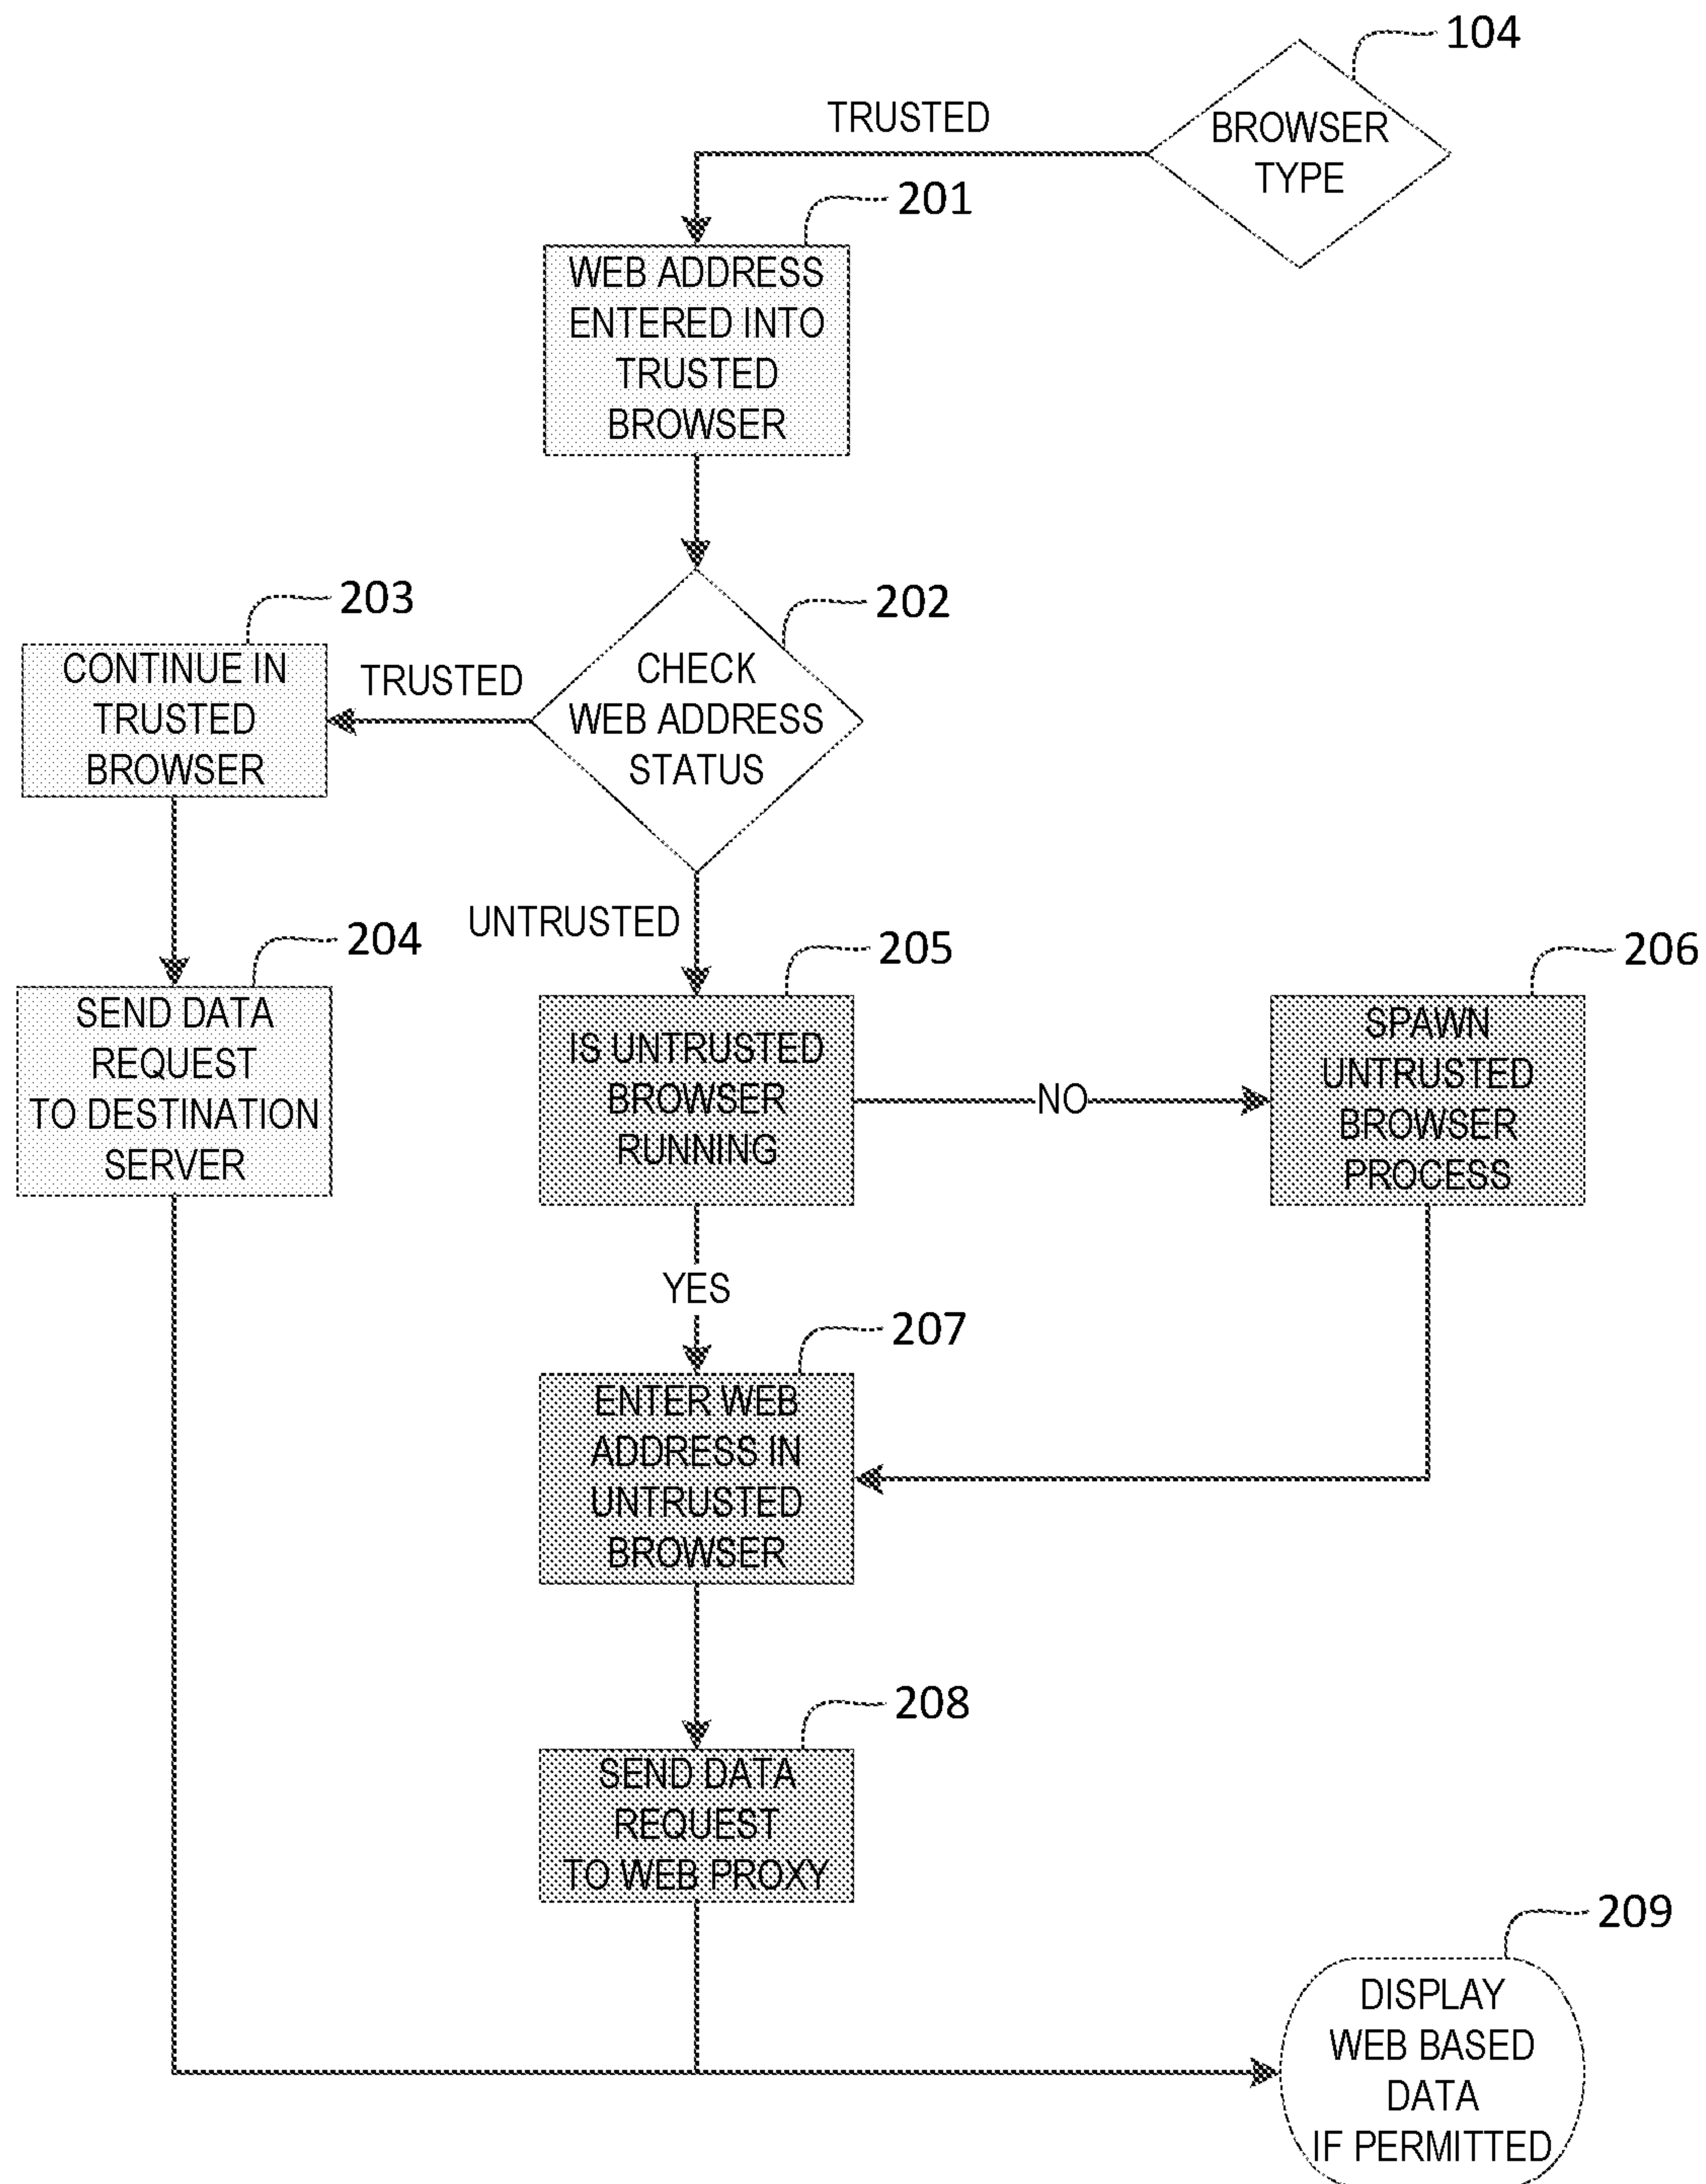 104
BROWSER
TYPE
TRUSTED
201
WEB ADDRESS
ENTERED INTO
TRUSTED
BROWSER
202
CHECK
WEB ADDRESS
STATUS
TRUSTED
203
CONTINUE IN
TRUSTED
BROWSER
204
SEND DATA
REQUEST
TO DESTINATION
SERVER
UNTRUSTED
205
IS UNTRUSTED
BROWSER
RUNNING
NO
206
SPAWN
UNTRUSTED
BROWSER
PROCESS
YES
207
ENTER WEB
ADDRESS IN
UNTRUSTED
BROWSER
208
SEND DATA
REQUEST
TO WEB PROXY
209
DISPLAY
WEB BASED
DATA
IF PERMITTED